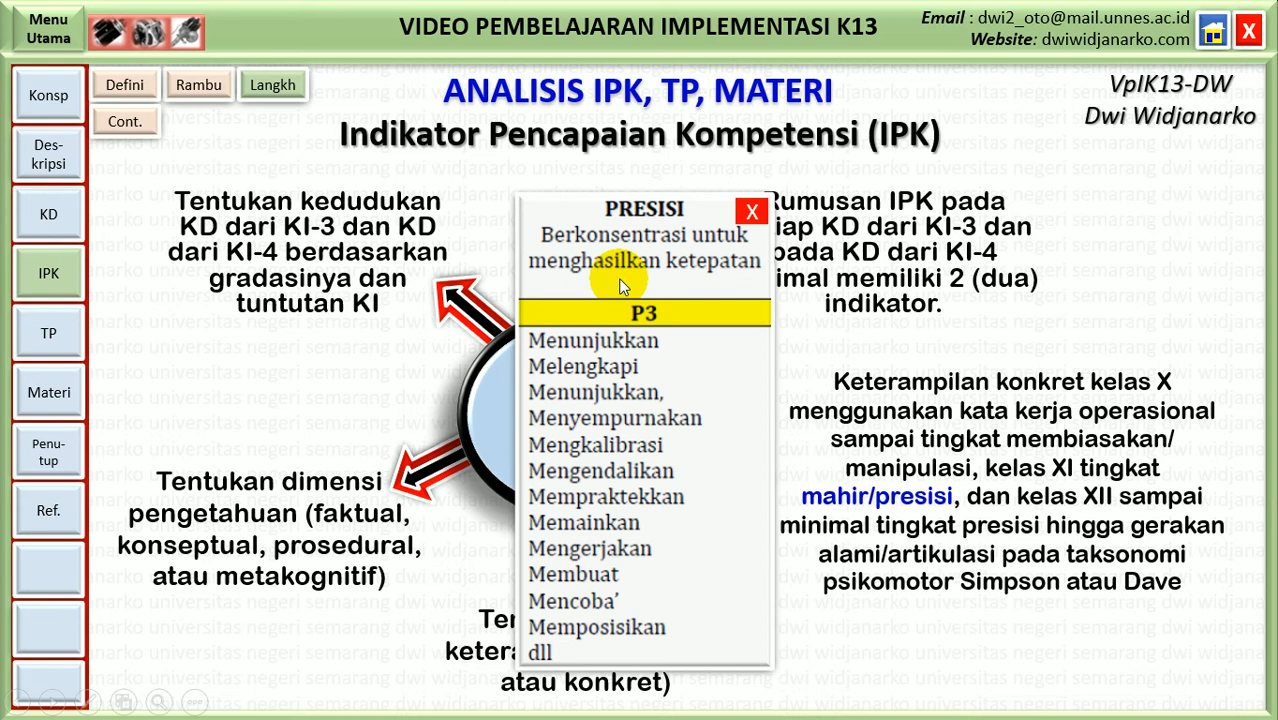 Menu
Utama
VIDEO PEMBELAJARAN IMPLEMENTASI K13
Email : dwi2_oto@mail.unnes.ac.id
Website: dwiwidjanarko.com
X
Konsp
Des-
kripsi
KD
IPK
TP
Materi
Penu-
tup
Ref.
Defini
Rambu
Langkh
Cont.
ANALISIS IPK, TP, MATERI
Indikator Pencapaian Kompetensi (IPK)
VpIK13-DW
Dwi Widjanarko
Tentukan kedudukan
KD dari KI-3 dan KD
dari KI-4 berdasarkan
gradasinya dan
tuntutan KI
Tentukan dimensi
pengetahuan (faktual,
konseptual, prosedural,
atau metakognitif)
atau konkret)
PRESISI
X
Berkonsentrasi untuk
menghasilkan ketepatan
P3
Menunjukkan
Melengkapi
Menunjukkan,
Menyempurnakan
Mengkalibrasi
Mengendalikan
Mempraktekkan
Memainkan
Mengerjakan
Membuat
Mencoba’
Memposisikan
dll
Rumusan IPK pada
iap KD dari KI-3 dan
pada KD dari KI-4
imal memiliki 2 (dua)
indikator.
Keterampilan konkret kelas X
menggunakan kata kerja operasional
sampai tingkat membiasakan/
manipulasi, kelas XI tingkat
mahir/presisi, dan kelas XII sampai
minimal tingkat presisi hingga gerakan
alami/artikulasi pada taksonomi
psikomotor Simpson atau Dave